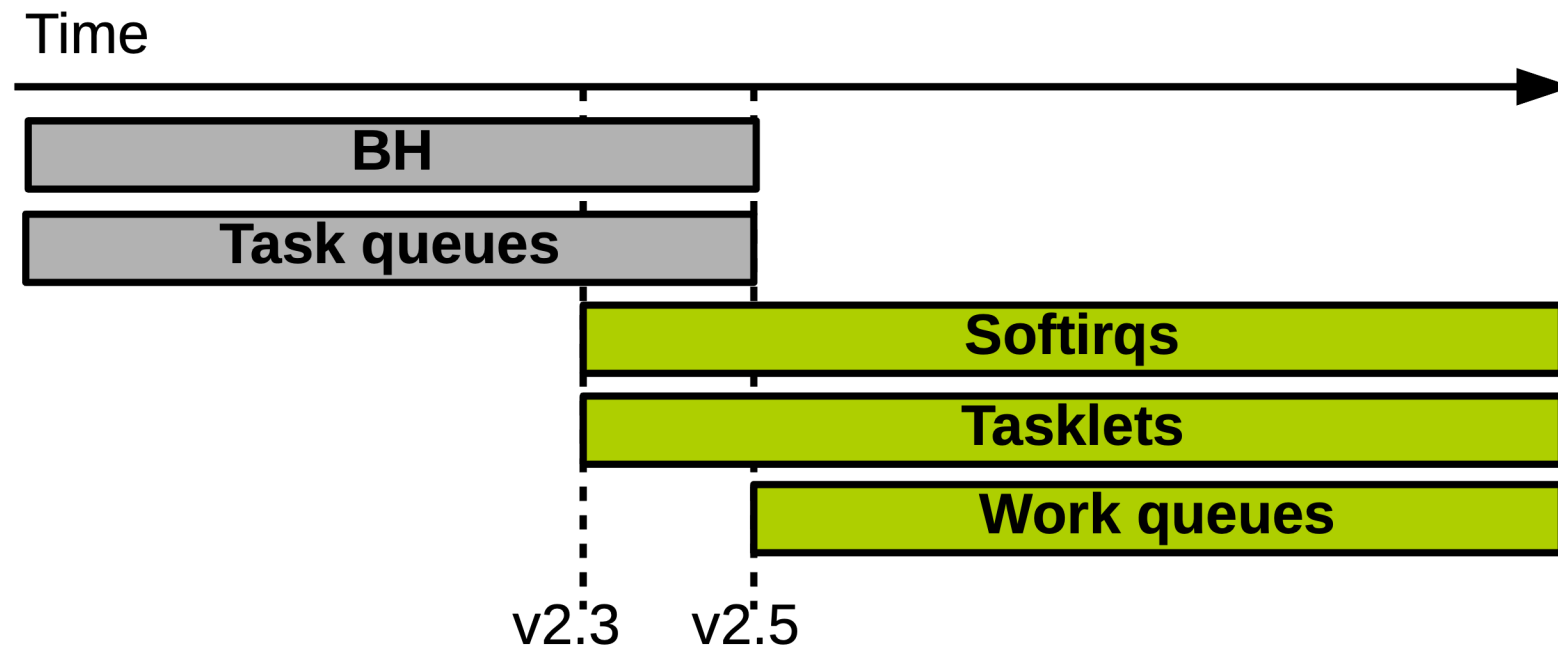 Time
BH
Task queues
Softirqs
Tasklets
Work queues
v2.3 v2.5